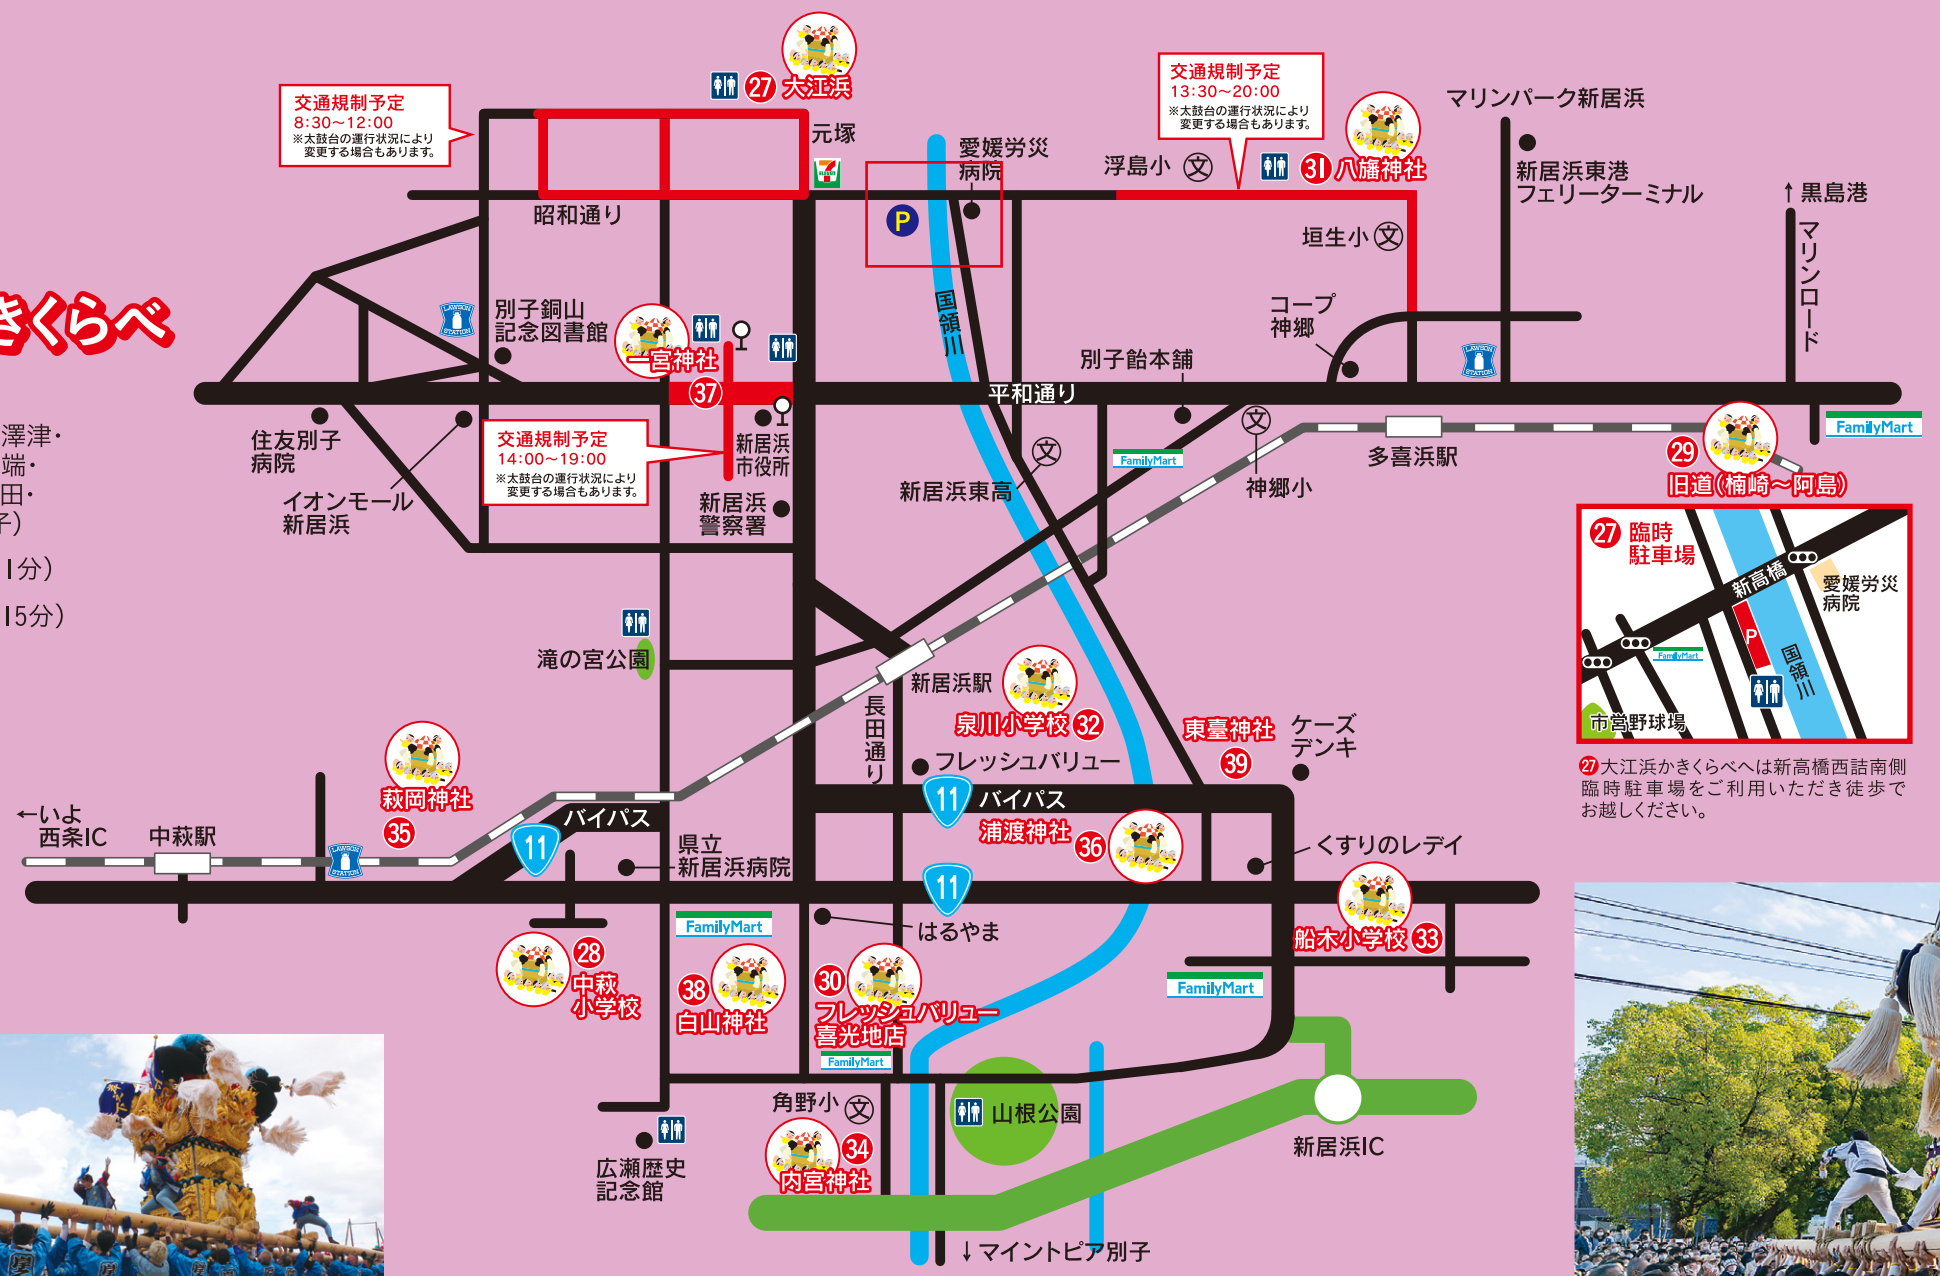 交通規制予定
8:30～12:00
※太鼓台の運行状況により
変更する場合もあります。
27 大江浜
元塚
昭和通り
愛媛労災
病院
P
交通規制予定
13:30～20:00
※太鼓台の運行状況により
変更する場合もあります。
浮島小 文
31 八旛神社
垣生小 文
マリンパーク新居浜
新居浜東港
フェリーターミナル
↑ 黒島港
マリンロード
きくらべ
澤津・
端・
田・
子)
1分)
15分)
LAWSON
STATION
別子銅山
記念図書館
一宮神社
37
国領川
コープ
神郷
別子飴本舗
LAWSON
STATION
平和通り
住友別子
病院
イオンモール
新居浜
交通規制予定
14:00～19:00
※太鼓台の運行状況により
変更する場合もあります。
新居浜
市役所
新居浜
警察署
文
新居浜東高
FamilyMart
文
神郷小
多喜浜駅
29
旧道(楠崎～阿島)
FamilyMart
27 臨時
駐車場
新高橋
愛媛労災
病院
P
FamilyMart
国領川
市営野球場
27大江浜かきくらべへは新高橋西詰南側
臨時駐車場をご利用いただき徒歩で
お越しください。
滝の宮公園
新居浜駅
長田通り
泉川小学校 32
フレッシュバリュー
東臺神社
39
ケーズ
デンキ
萩岡神社
35
←いよ
西条IC
中萩駅
LAWSON
STATION
バイパス
11
11
バイパス
浦渡神社
36
くすりのレデイ
県立
新居浜病院
11
はるやま
FamilyMart
船木小学校 33
28
中萩
小学校
38
白山神社
30
フレッシュバリュー
喜光地店
FamilyMart
FamilyMart
角野小 文
34
内宮神社
山根公園
新居浜IC
広瀬歴史
記念館
↓マイントピア別子